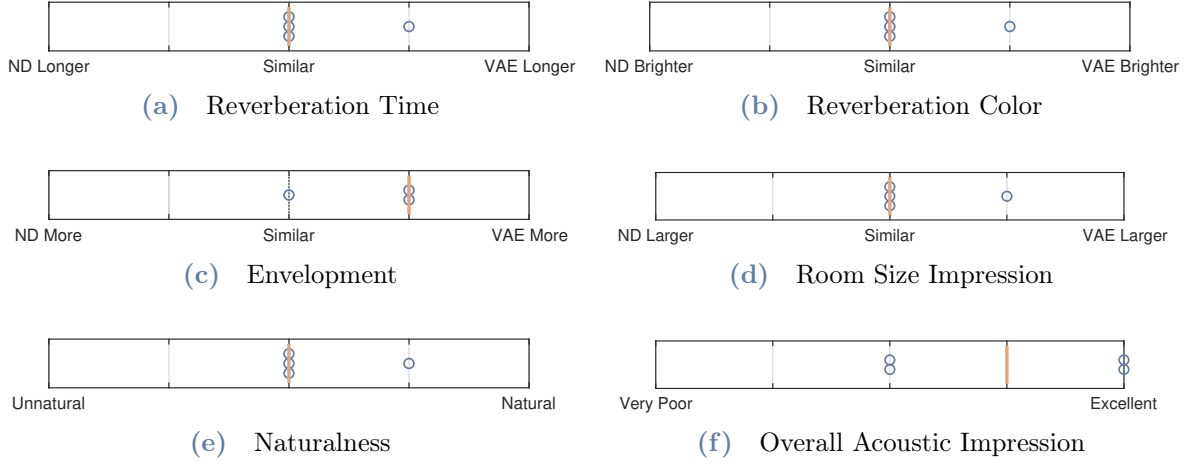 ND Longer Similar VAE Longer
(a) Reverberation Time
ND Brighter Similar VAE Brighter
(b) Reverberation Color
ND More Similar VAE More
(c) Envelopment
ND Larger Similar VAE Larger
(d) Room Size Impression
Unnatural Natural
(e) Naturalness
Very Poor Excellent
(f) Overall Acoustic Impression